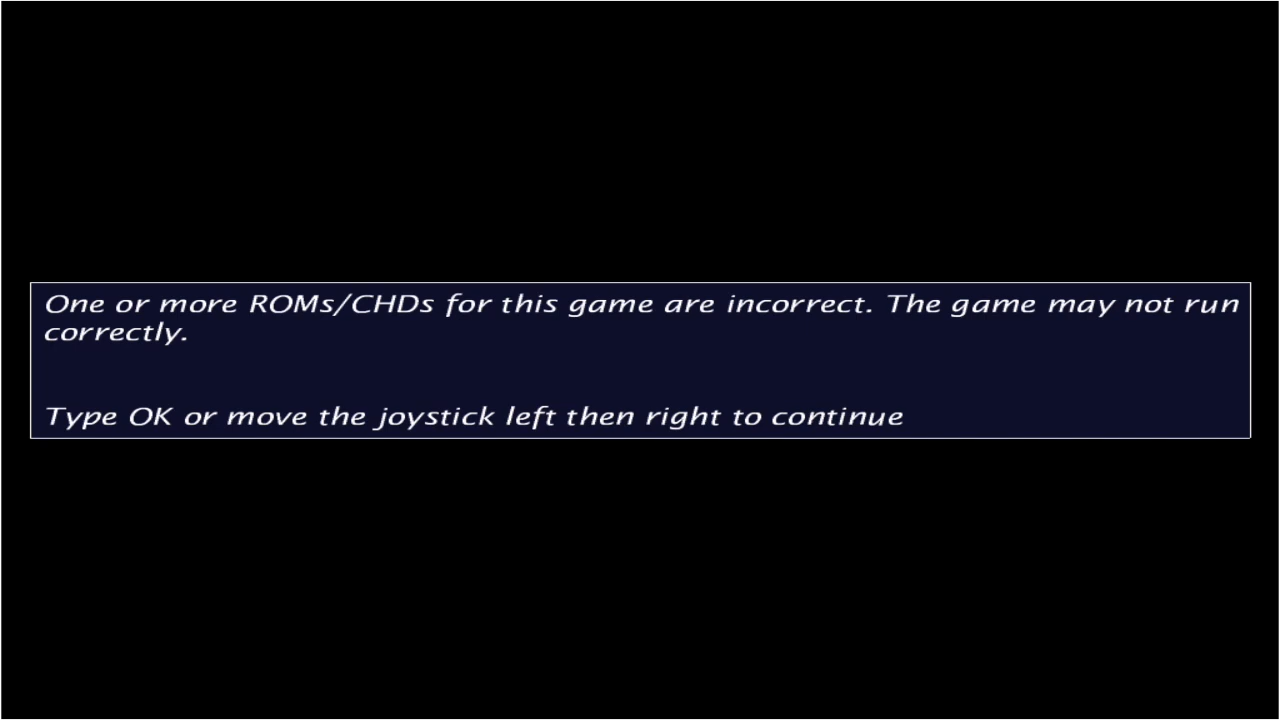 One or more ROMs/CHDs for this game are incorrect. The game may not run
correctly.
Type OK or move the joystick left then right to continue